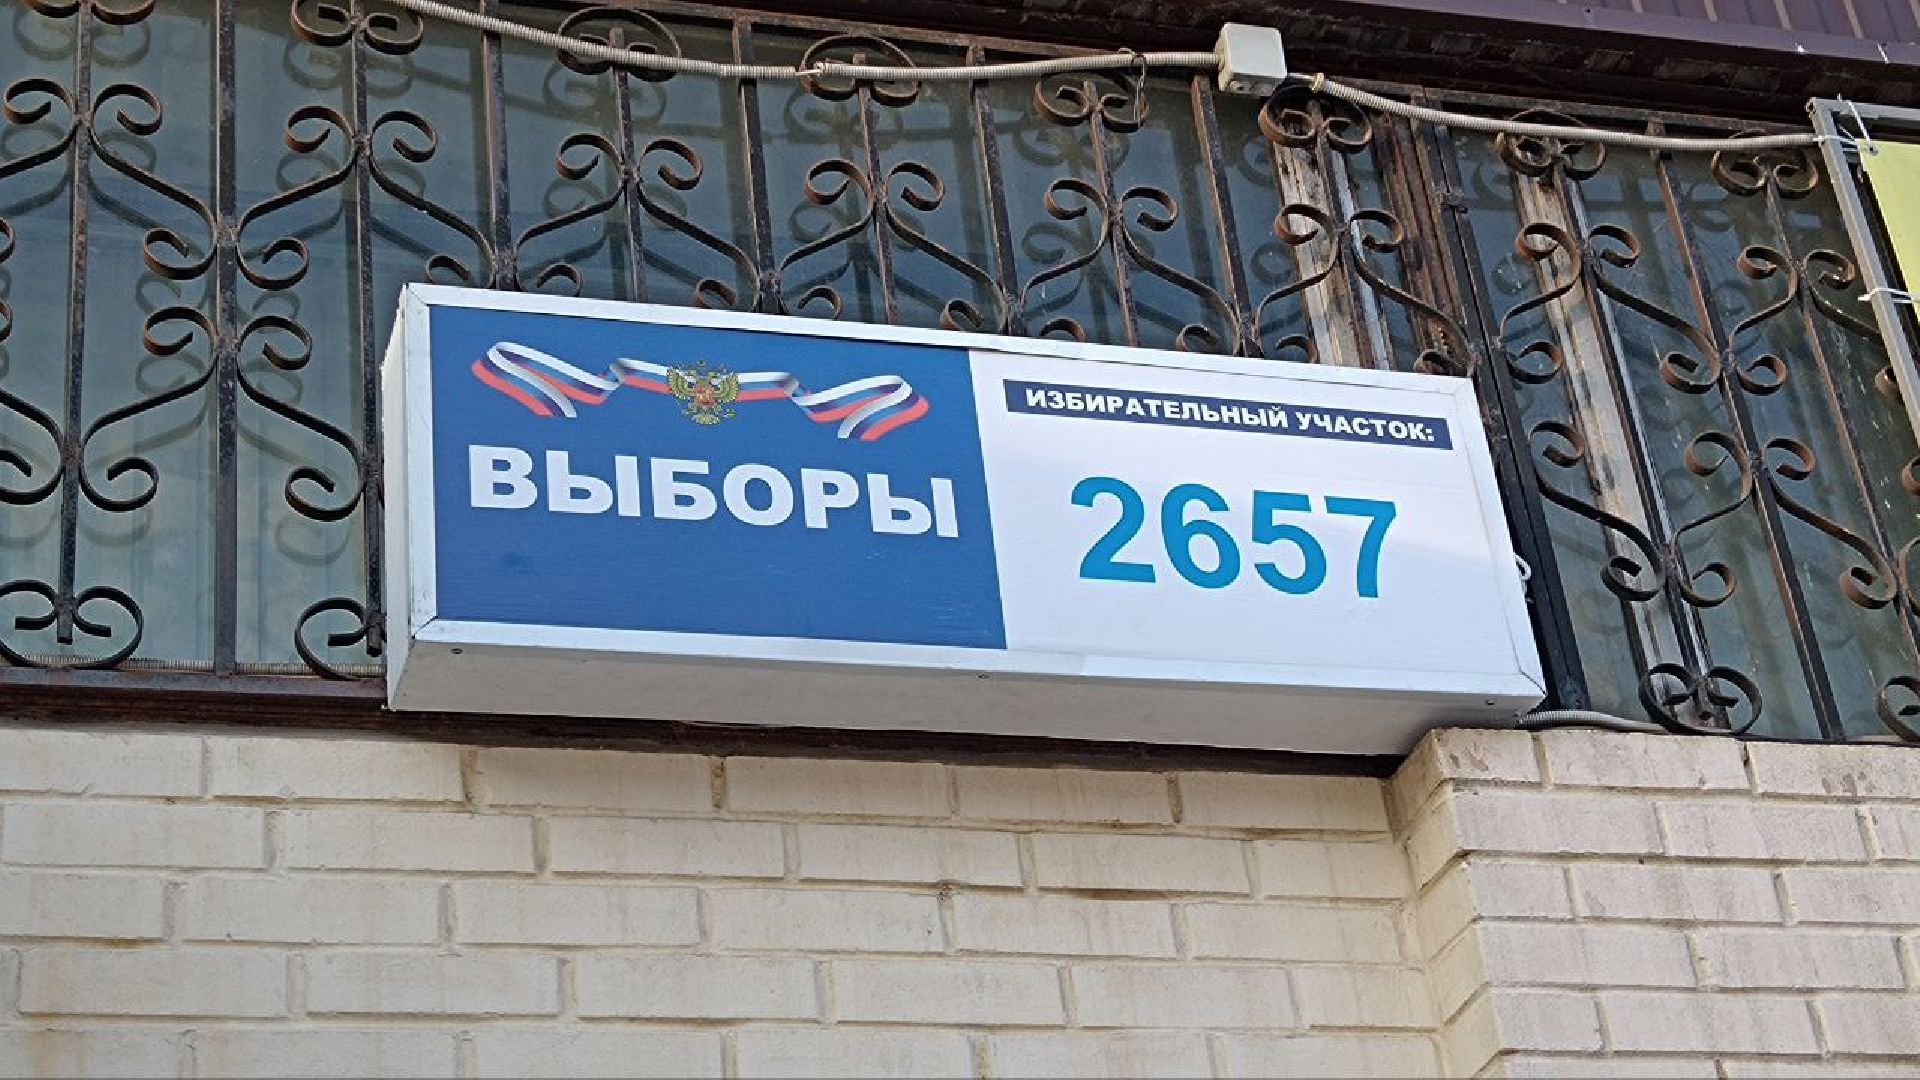 ВЫБОРЫ
ИЗБИРАТЕЛЬНЫЙ УЧАСТОК:
2657